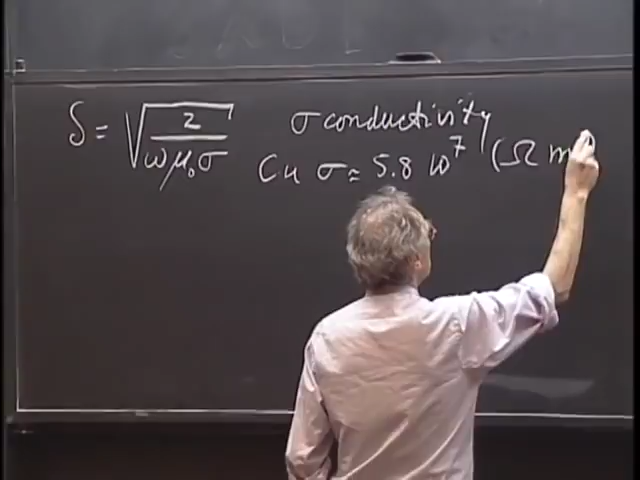 δ = √(2 / ωμ₀σ)
σ conductivity
Cu σ ≈ 5.8 10⁷ (Ω m